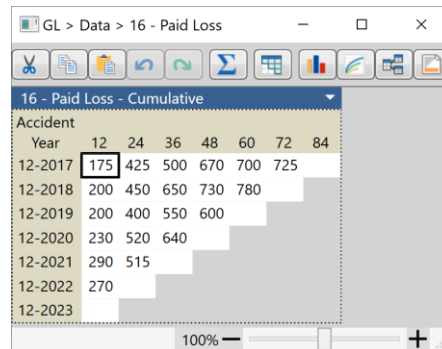 GL > Data > 16 - Paid Loss
16 - Paid Loss - Cumulative
Accident
Year 12 24 36 48 60 72 84
12-2017 175 425 500 670 700 725
12-2018 200 450 650 730 780
12-2019 200 400 550 600
12-2020 230 520 640
12-2021 290 515
12-2022 270
12-2023
100%